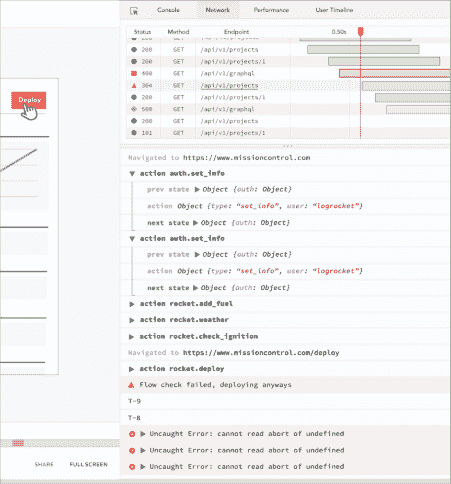 Console Network Performance User Timeline
Status Method Endpoint 0.50s
200 GET /api/v1/projects
200 GET /api/v1/projects/1
400 GET /api/v1/graphql
304 GET /api/v1/projects
200 GET /api/v1/projects/1
500 GET /api/v1/graphql
200 GET /api/v1/projects
101 GET /api/v1/projects/1
Deploy
Navigated to https://www.missioncontrol.com
action auth.set_info
prev state Object {auth: Object}
action Object {type: “set_info”, user: “logrocket”}
next state Object {auth: Object}
action auth.set_info
prev state Object {auth: Object}
action Object {type: “set_info”, user: “logrocket”}
next state Object {auth: Object}
action rocket.add_fuel
action rocket.weather
action rocket.check_ignition
Navigated to https://www.missioncontrol.com/deploy
action rocket.deploy
Flow check failed, deploying anyways
T-9
T-8
Uncaught Error: cannot read abort of undefined
Uncaught Error: cannot read abort of undefined
Uncaught Error: cannot read abort of undefined
SHARE FULL SCREEN